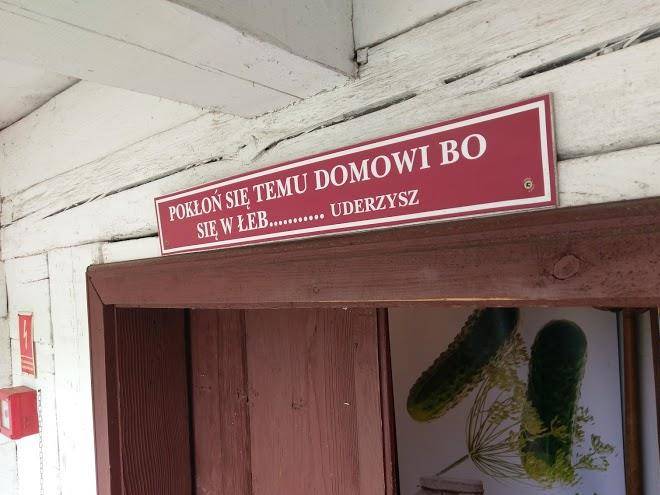 POKŁOŃ SIĘ TEMU DOMOWI BO
SIĘ W ŁEB........... UDERZYSZ